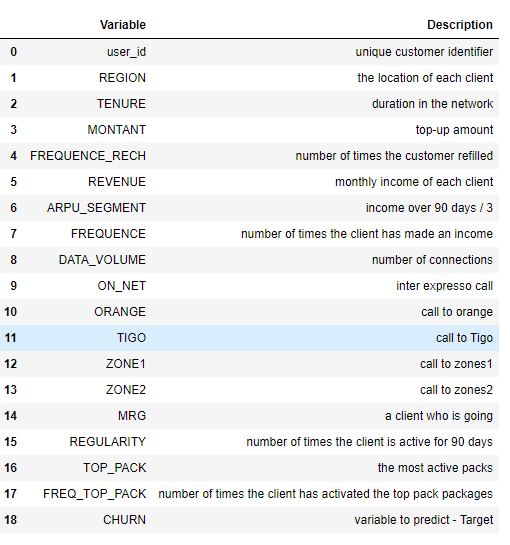 Variable Description
0 user_id unique customer identifier
1 REGION the location of each client
2 TENURE duration in the network
3 MONTANT top-up amount
4 FREQUENCE_RECH number of times the customer refilled
5 REVENUE monthly income of each client
6 ARPU_SEGMENT income over 90 days / 3
7 FREQUENCE number of times the client has made an income
8 DATA_VOLUME number of connections
9 ON_NET inter expresso call
10 ORANGE call to orange
11 TIGO call to Tigo
12 ZONE1 call to zones1
13 ZONE2 call to zones2
14 MRG a client who is going
15 REGULARITY number of times the client is active for 90 days
16 TOP_PACK the most active packs
17 FREQ_TOP_PACK number of times the client has activated the top pack packages
18 CHURN variable to predict - Target